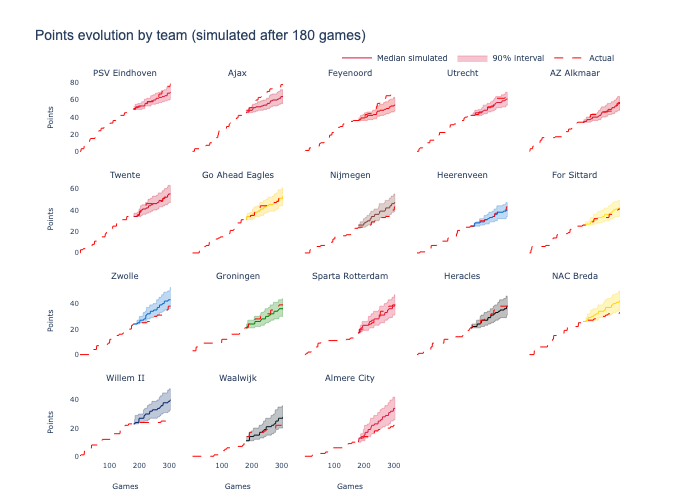 Points evolution by team (simulated after 180 games)
Median simulated 90% interval Actual
PSV Eindhoven Ajax Feyenoord Utrecht AZ Alkmaar
80
60
40
20
0
Points
Twente Go Ahead Eagles Nijmegen Heerenveen For Sittard
60
40
20
0
Points
Zwolle Groningen Sparta Rotterdam Heracles NAC Breda
40
20
0
Points
Willem II Waalwijk Almere City
40
20
0
Points
100 200 300 100 200 300 100 200 300
Games Games Games